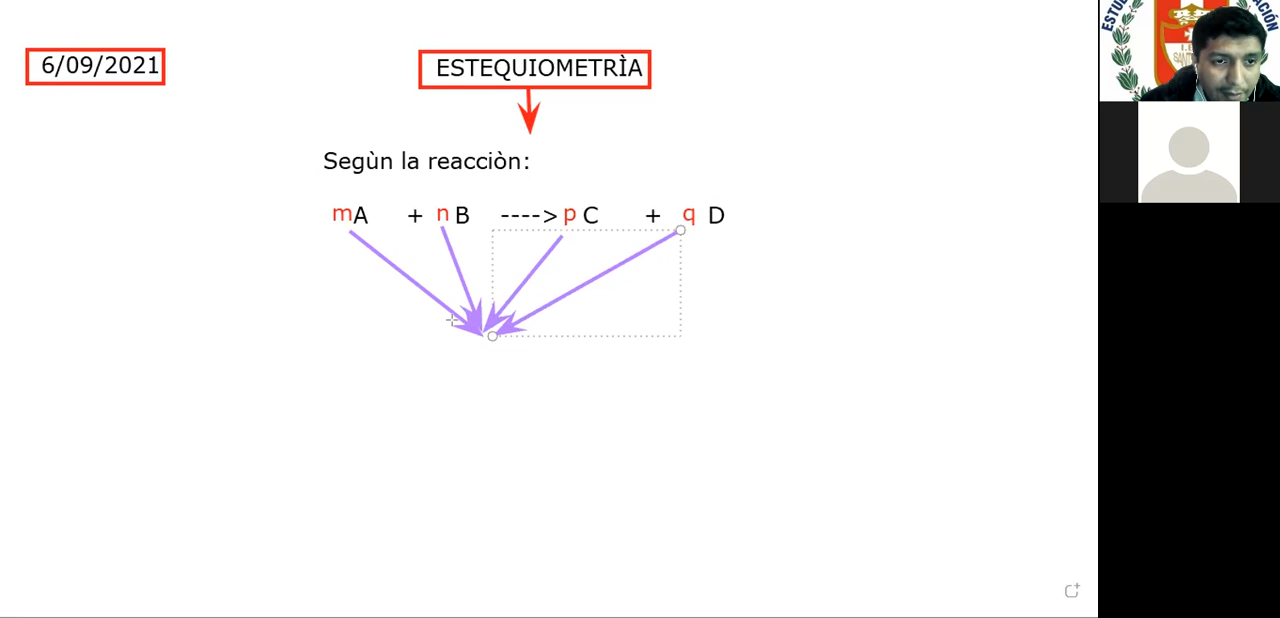 6/09/2021
ESTEQUIOMETRÌA
Segùn la reacciòn:
mA + n B ----> p C + q D